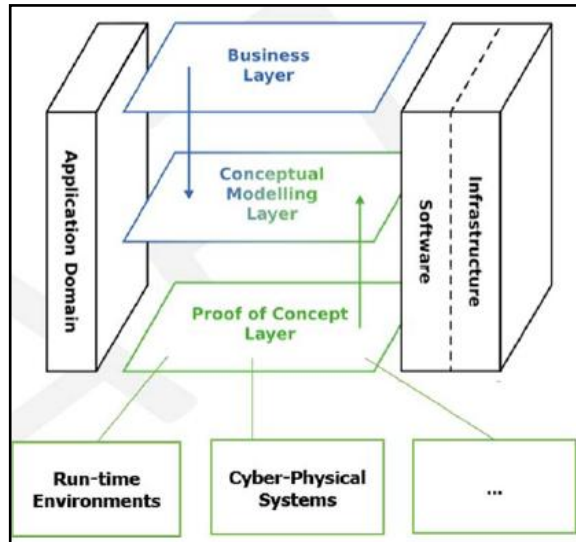 Business
Layer
Application Domain
Conceptual
Modelling
Layer
Software
Infrastructure
Proof of Concept
Layer
Run-time
Environments
Cyber-Physical
Systems
...